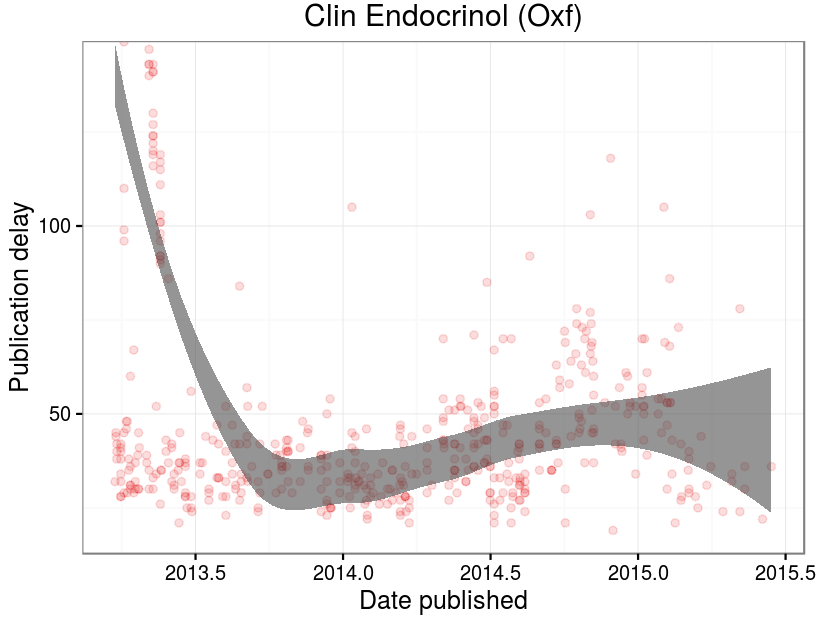 Clin Endocrinol (Oxf)
Publication delay
100
50
2013.5 2014.0 2014.5 2015.0 2015.5
Date published